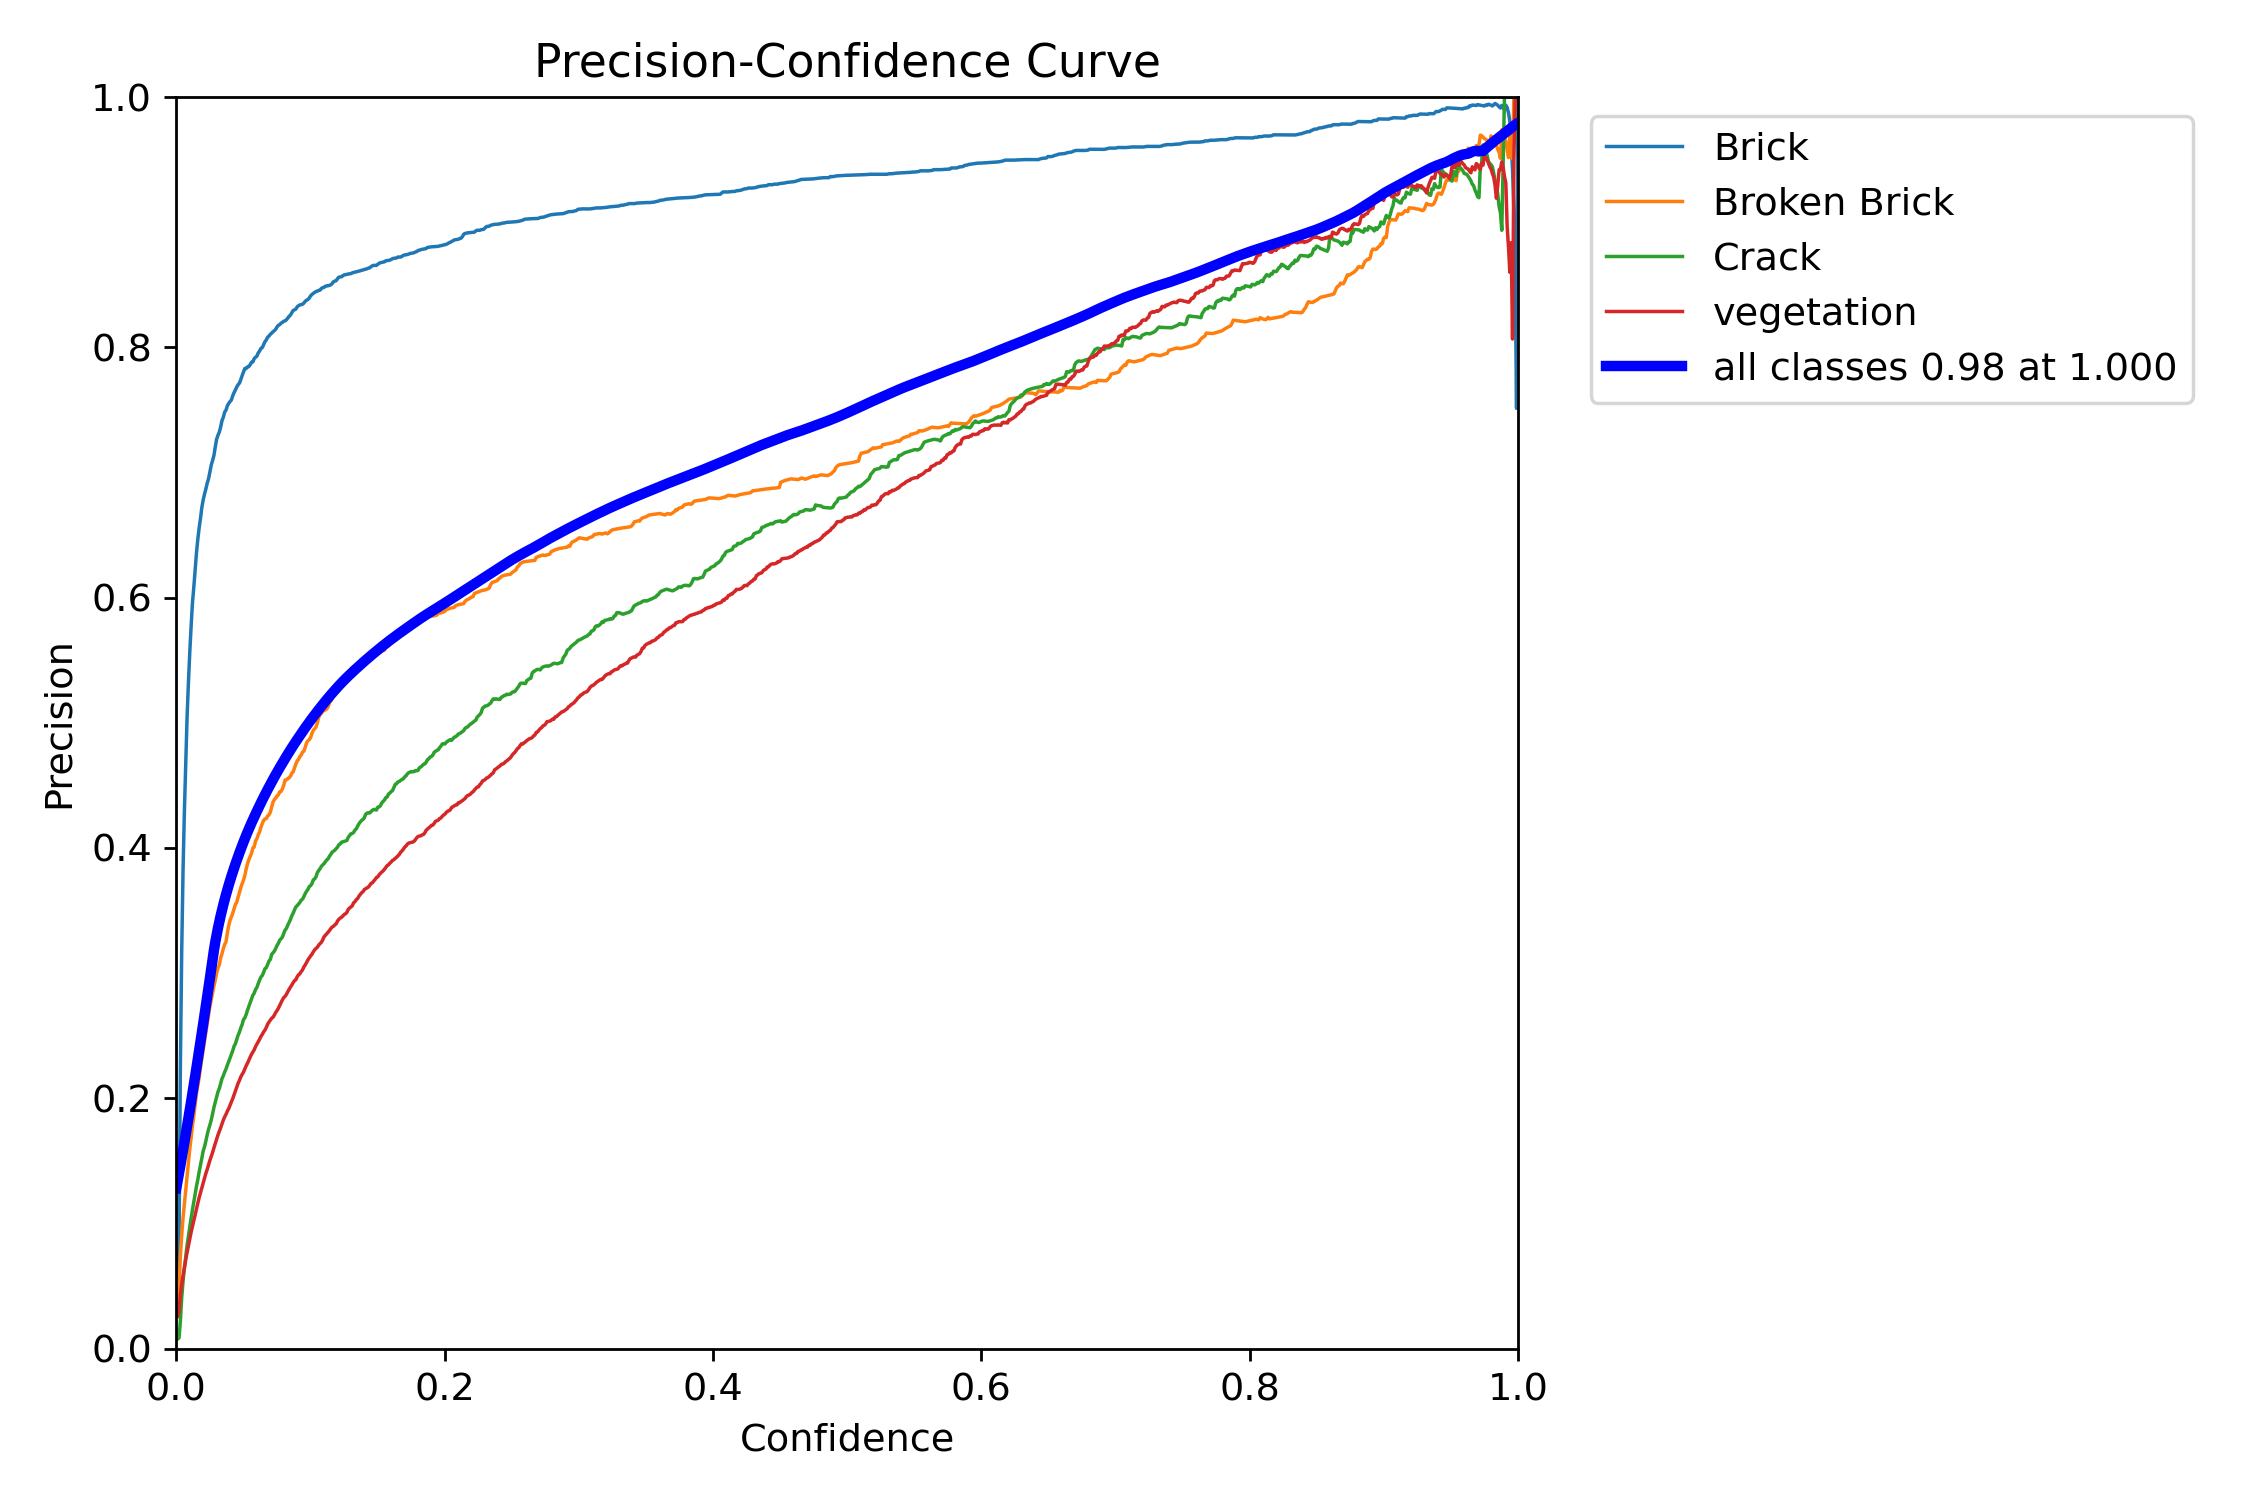 Precision-Confidence Curve
1.0
0.8
0.6
0.4
0.2
0.0
Precision
0.0 0.2 0.4 0.6 0.8 1.0
Confidence
Brick
Broken Brick
Crack
vegetation
all classes 0.98 at 1.000